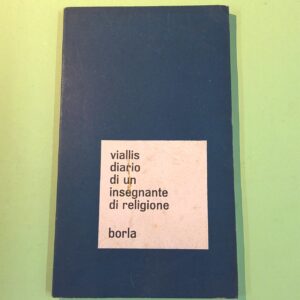 viallis
diario
di un
insegnante
di religione
borla